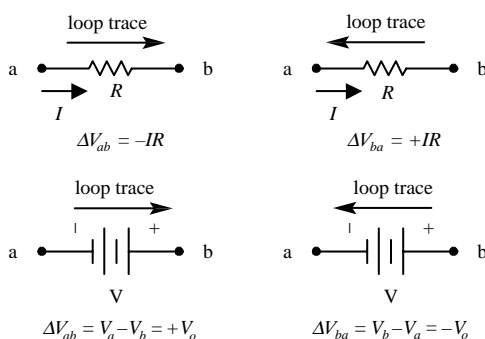 loop trace
a b
R
I
ΔV_ab = −IR
loop trace
a b
R
I
ΔV_ba = +IR
loop trace
− +
a b
V
ΔV_ab = V_a−V_b = +V_o
loop trace
− +
a b
V
ΔV_ba = V_b−V_a = −V_o